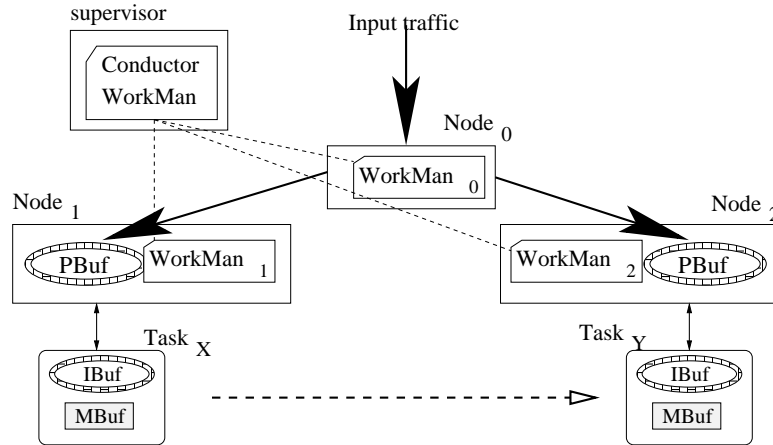 supervisor
Input traffic
Conductor
WorkMan
Node 0
WorkMan 0
Node 1
Node 2
PBuf
WorkMan 1
WorkMan 2
PBuf
Task X
Task Y
IBuf
IBuf
MBuf
MBuf